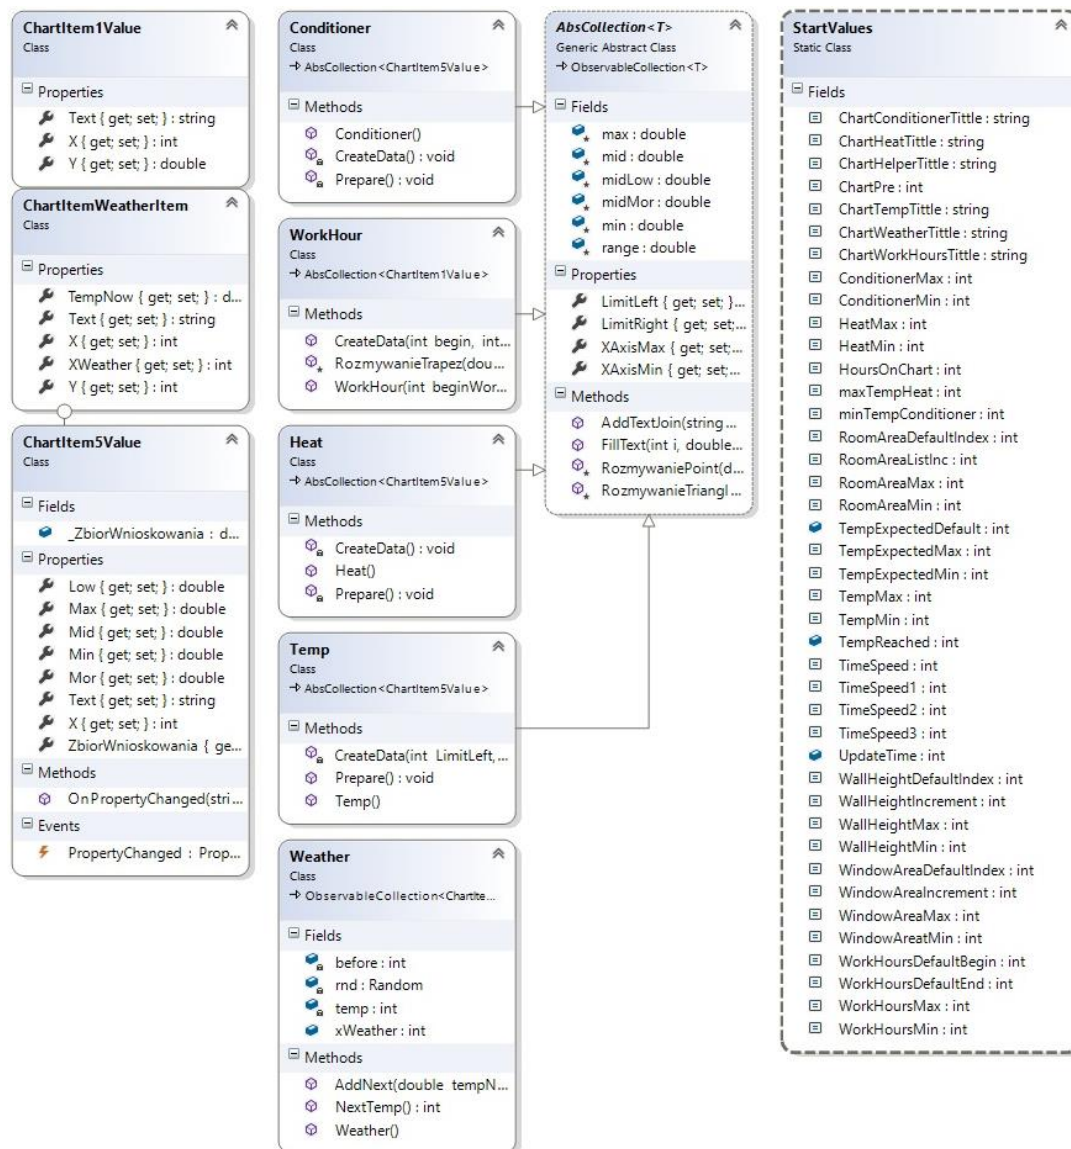 ChartItem1Value
Class
Properties
Text { get; set; } : string
X { get; set; } : int
Y { get; set; } : double
ChartItemWeatherItem
Class
Properties
TempNow { get; set; } : d...
Text { get; set; } : string
X { get; set; } : int
XWeather { get; set; } : int
Y { get; set; } : int
ChartItem5Value
Class
Fields
_ZbiorWnioskowania : d...
Properties
Low { get; set; } : double
Max { get; set; } : double
Mid { get; set; } : double
Min { get; set; } : double
Mor { get; set; } : double
Text { get; set; } : string
X { get; set; } : int
ZbiorWnioskowania { ge...
Methods
OnPropertyChanged(stri...
Events
PropertyChanged : Prop...
Conditioner
Class
AbsCollection<ChartItem5Value>
Methods
Conditioner()
CreateData() : void
Prepare() : void
WorkHour
Class
AbsCollection<ChartItem1Value>
Methods
CreateData(int begin, int...
RozmywanieTrapez(dou...
WorkHour(int beginWor...
Heat
Class
AbsCollection<ChartItem5Value>
Methods
CreateData() : void
Heat()
Prepare() : void
Temp
Class
AbsCollection<ChartItem5Value>
Methods
CreateData(int LimitLeft,...
Prepare() : void
Temp()
Weather
Class
ObservableCollection<ChartIte...
Fields
before : int
rnd : Random
temp : int
xWeather : int
Methods
AddNext(double tempN...
NextTemp() : int
Weather()
AbsCollection<T>
Generic Abstract Class
ObservableCollection<T>
Fields
max : double
mid : double
midLow : double
midMor : double
min : double
range : double
Properties
LimitLeft { get; set; }...
LimitRight { get; set;...
XAxisMax { get; set;...
XAxisMin { get; set;...
Methods
AddTextJoin(string...
FillText(int i, double...
RozmywaniePoint(d...
RozmywanieTriangl...
StartValues
Static Class
Fields
ChartConditionerTittle : string
ChartHeatTittle : string
ChartHelperTittle : string
ChartPre : int
ChartTempTittle : string
ChartWeatherTittle : string
ChartWorkHoursTittle : string
ConditionerMax : int
ConditionerMin : int
HeatMax : int
HeatMin : int
HoursOnChart : int
maxTempHeat : int
minTempConditioner : int
RoomAreaDefaultIndex : int
RoomAreaListInc : int
RoomAreaMax : int
RoomAreaMin : int
TempExpectedDefault : int
TempExpectedMax : int
TempExpectedMin : int
TempMax : int
TempMin : int
TempReached : int
TimeSpeed : int
TimeSpeed1 : int
TimeSpeed2 : int
TimeSpeed3 : int
UpdateTime : int
WallHeightDefaultIndex : int
WallHeightIncrement : int
WallHeightMax : int
WallHeightMin : int
WindowAreaDefaultIndex : int
WindowAreaIncrement : int
WindowAreaMax : int
WindowAreatMin : int
WorkHoursDefaultBegin : int
WorkHoursDefaultEnd : int
WorkHoursMax : int
WorkHoursMin : int